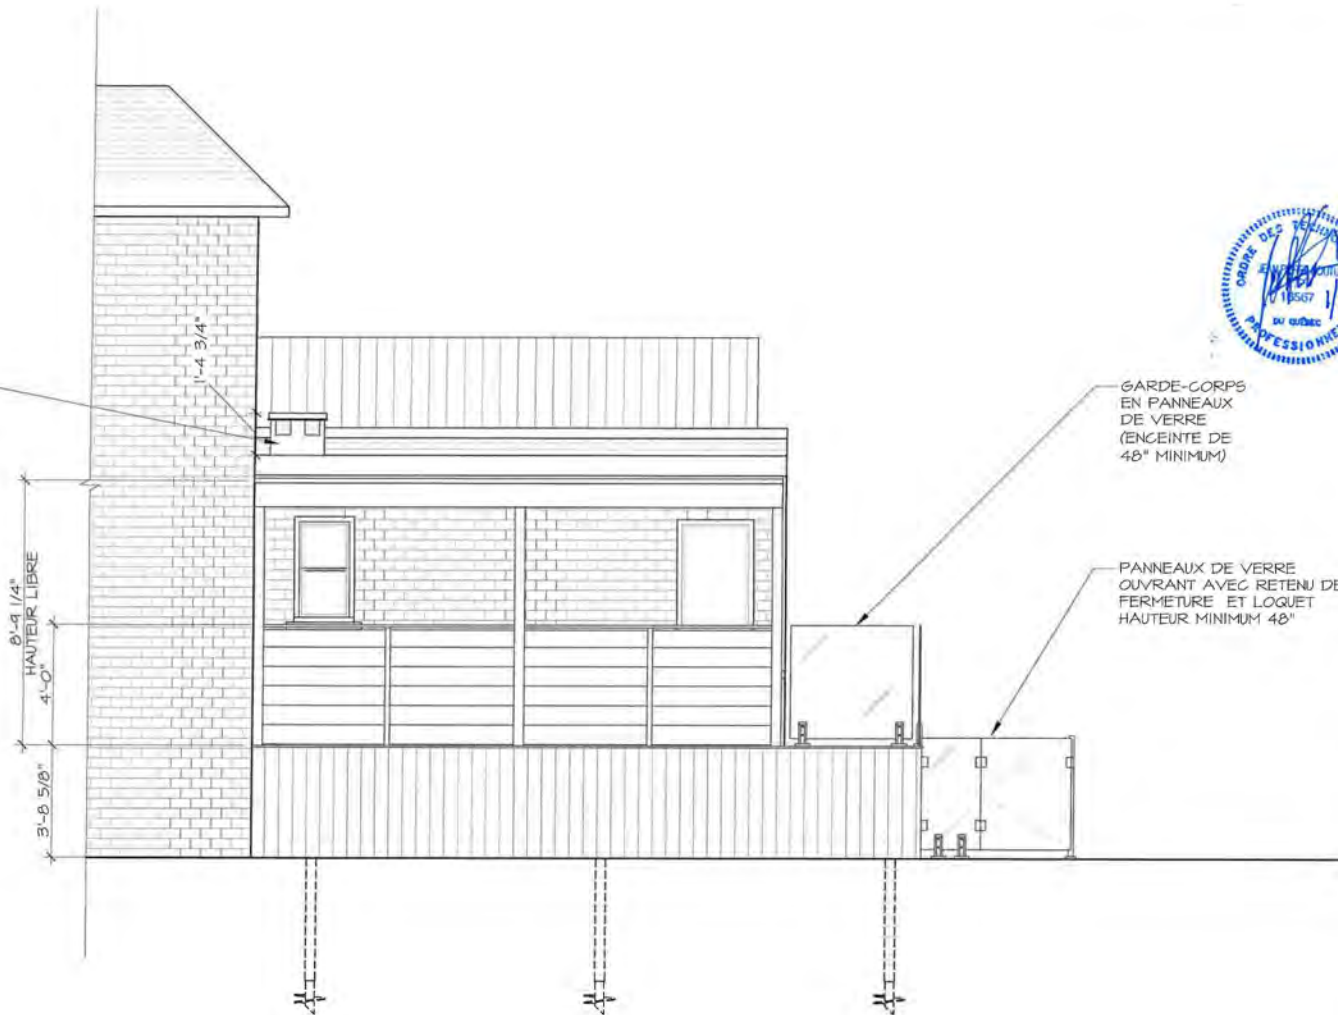 1'-4 3/4"
8'-9 1/4"
HAUTEUR LIBRE
4'-0"
3'-8 5/8"
ORDRE DES
18567
DU QUÉBEC
GARDE-CORPS
EN PANNEAUX
DE VERRE
(ENCEINTE DE
48" MINIMUM)
PANNEAUX DE VERRE
OUVRANT AVEC RETENU DE
FERMETURE ET LOQUET
HAUTEUR MINIMUM 48"